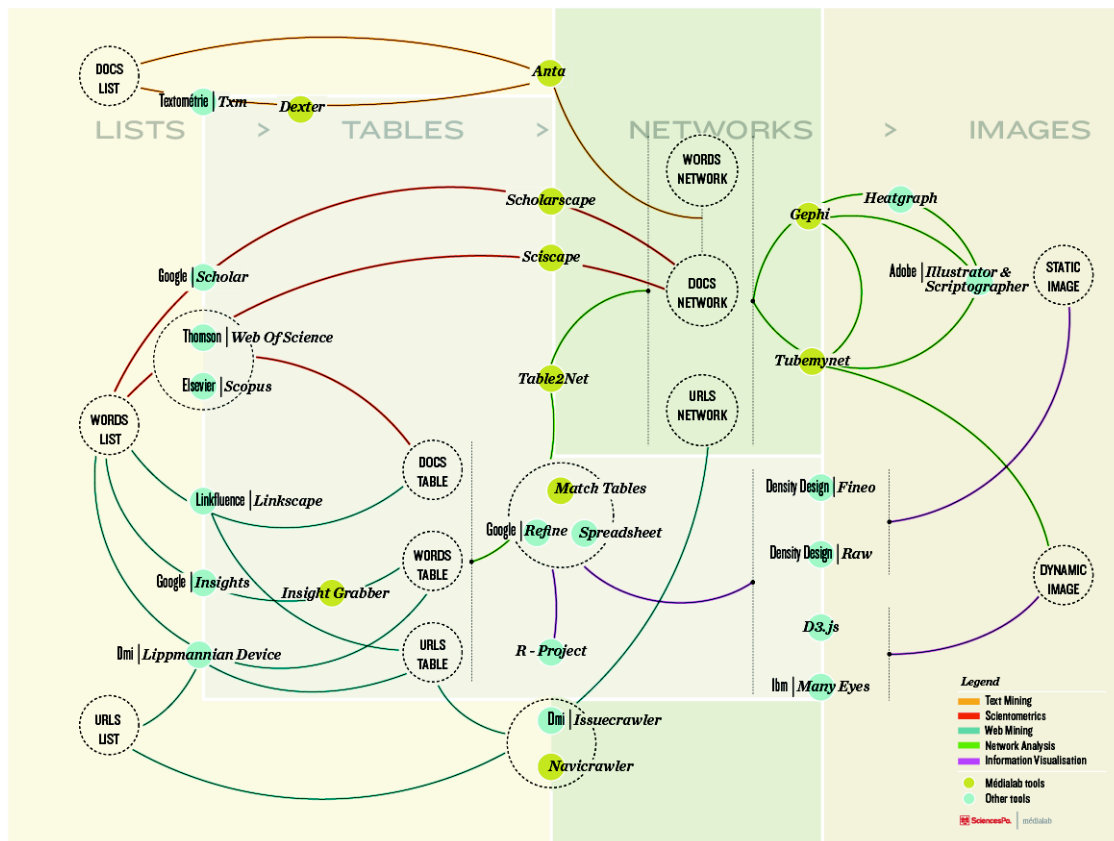 DOCS
LIST
Textométrie | Txm
Dexter
Anta
LISTS > TABLES > NETWORKS > IMAGES
WORDS
NETWORK
Scholarscape
Gephi
Heatgraph
Google | Scholar
Sciscape
DOCS
NETWORK
Adobe | Illustrator &
Scriptographer
STATIC
IMAGE
Thomson | Web Of Science
Elsevier | Scopus
Table2Net
Tubemynet
WORDS
LIST
URLS
NETWORK
DOCS
TABLE
Linkfluence | Linkscape
Match Tables
Google | Refine
Spreadsheet
Density Design | Fineo
Density Design | Raw
WORDS
TABLE
Google | Insights
Insight Grabber
DYNAMIC
IMAGE
Dmi | Lippmannian Device
URLS
TABLE
R - Project
D3.js
Ibm | Many Eyes
URLS
LIST
Dmi | Issuecrawler
Navicrawler
Legend
Text Mining
Scientometrics
Web Mining
Network Analysis
Information Visualisation
Médialab tools
Other tools
SciencesPo. | médialab